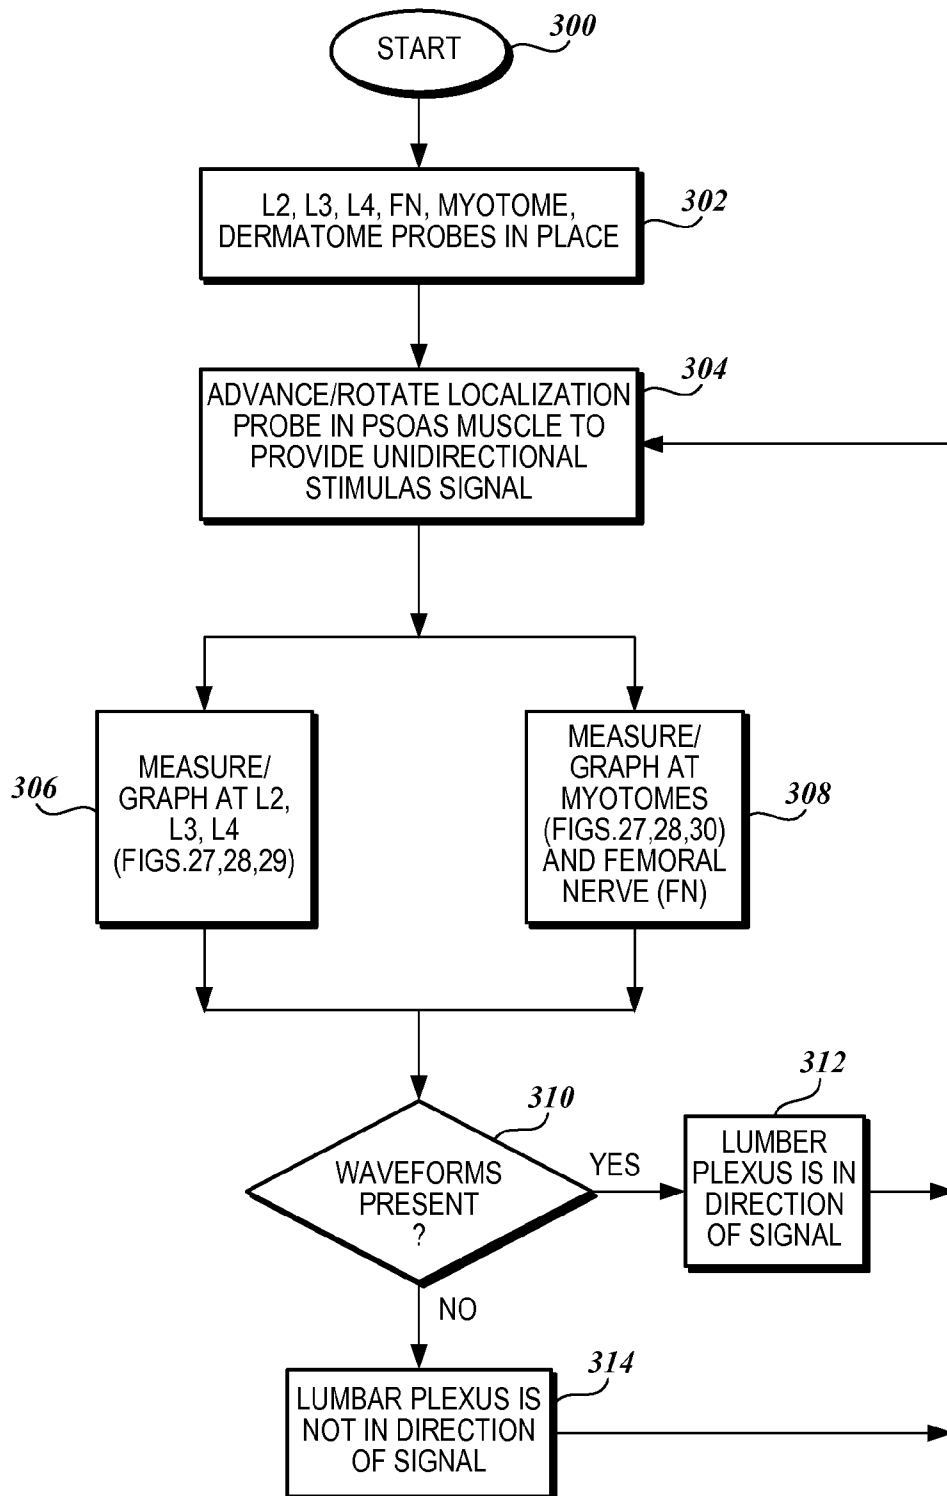 START
300
L2, L3, L4, FN, MYOTOME,
DERMATOME PROBES IN PLACE
302
ADVANCE/ROTATE LOCALIZATION
PROBE IN PSOAS MUSCLE TO
PROVIDE UNIDIRECTIONAL
STIMULAS SIGNAL
304
306
MEASURE/
GRAPH AT L2,
L3, L4
(FIGS.27,28,29)
MEASURE/
GRAPH AT
MYOTOMES
(FIGS.27,28,30)
AND FEMORAL
NERVE (FN)
308
310
WAVEFORMS
PRESENT
?
YES
312
LUMBER
PLEXUS IS IN
DIRECTION
OF SIGNAL
NO
314
LUMBAR PLEXUS IS
NOT IN DIRECTION
OF SIGNAL